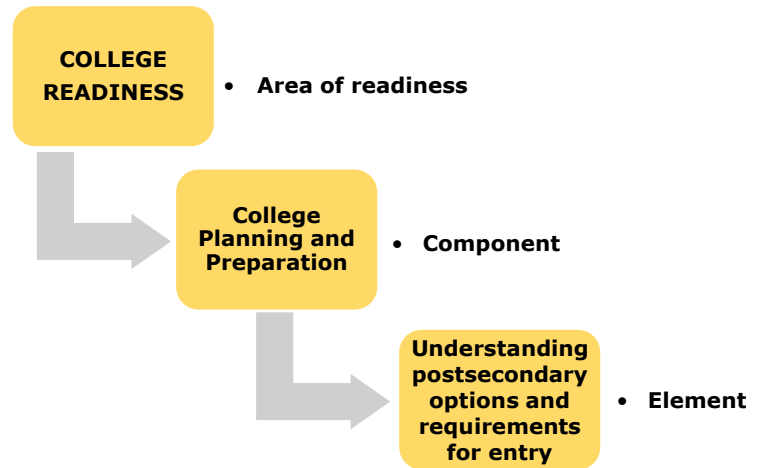 COLLEGE
READINESS
• Area of readiness
College
Planning and
Preparation
• Component
Understanding
postsecondary
options and
requirements
for entry
• Element